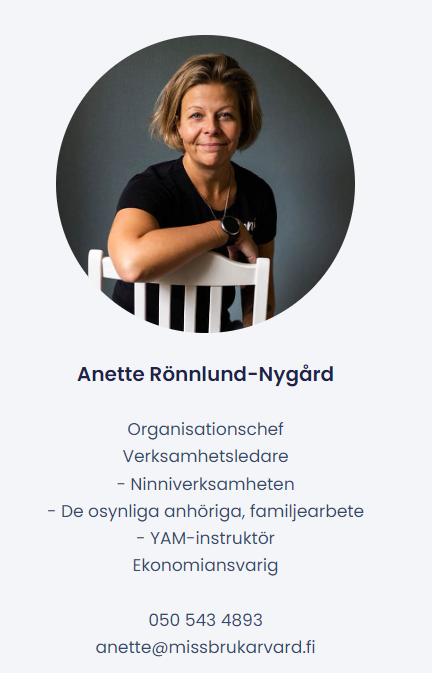 Anette Rönnlund-Nygård
Organisationschef
Verksamhetsledare
- Ninniverksamheten
- De osynliga anhöriga, familjearbete
- YAM-instruktör
Ekonomiansvarig
050 543 4893
anette@missbrukarvard.fi